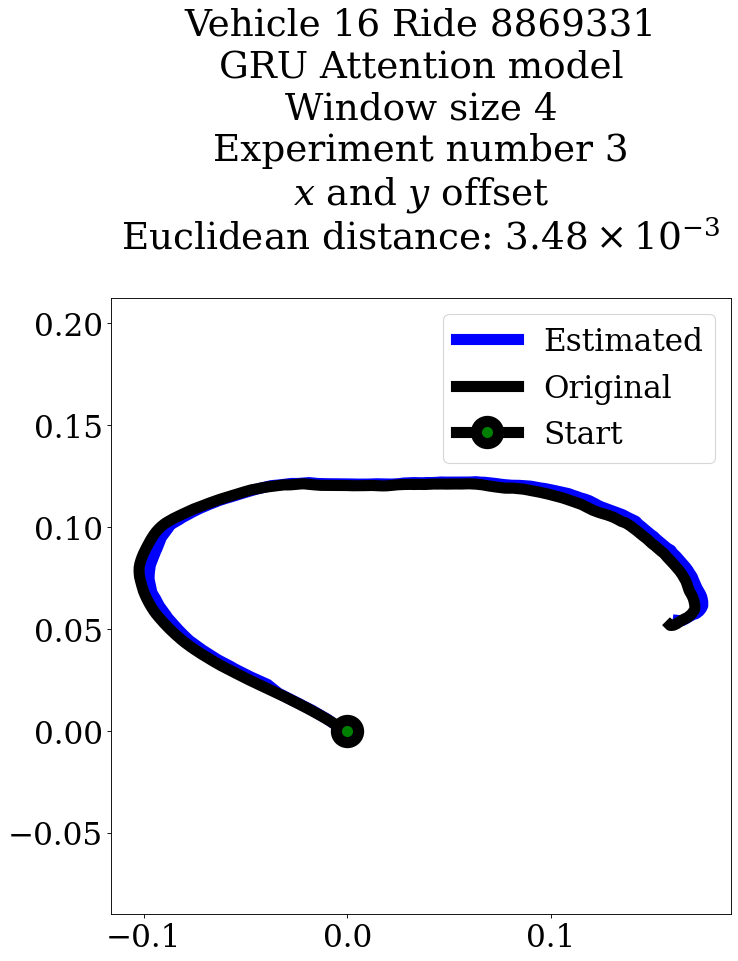 Vehicle 16 Ride 8869331
GRU Attention model
Window size 4
Experiment number 3
x and y offset
Euclidean distance: 3.48 × 10⁻³
Estimated
Original
Start
0.20
0.15
0.10
0.05
0.00
−0.05
−0.1
0.0
0.1